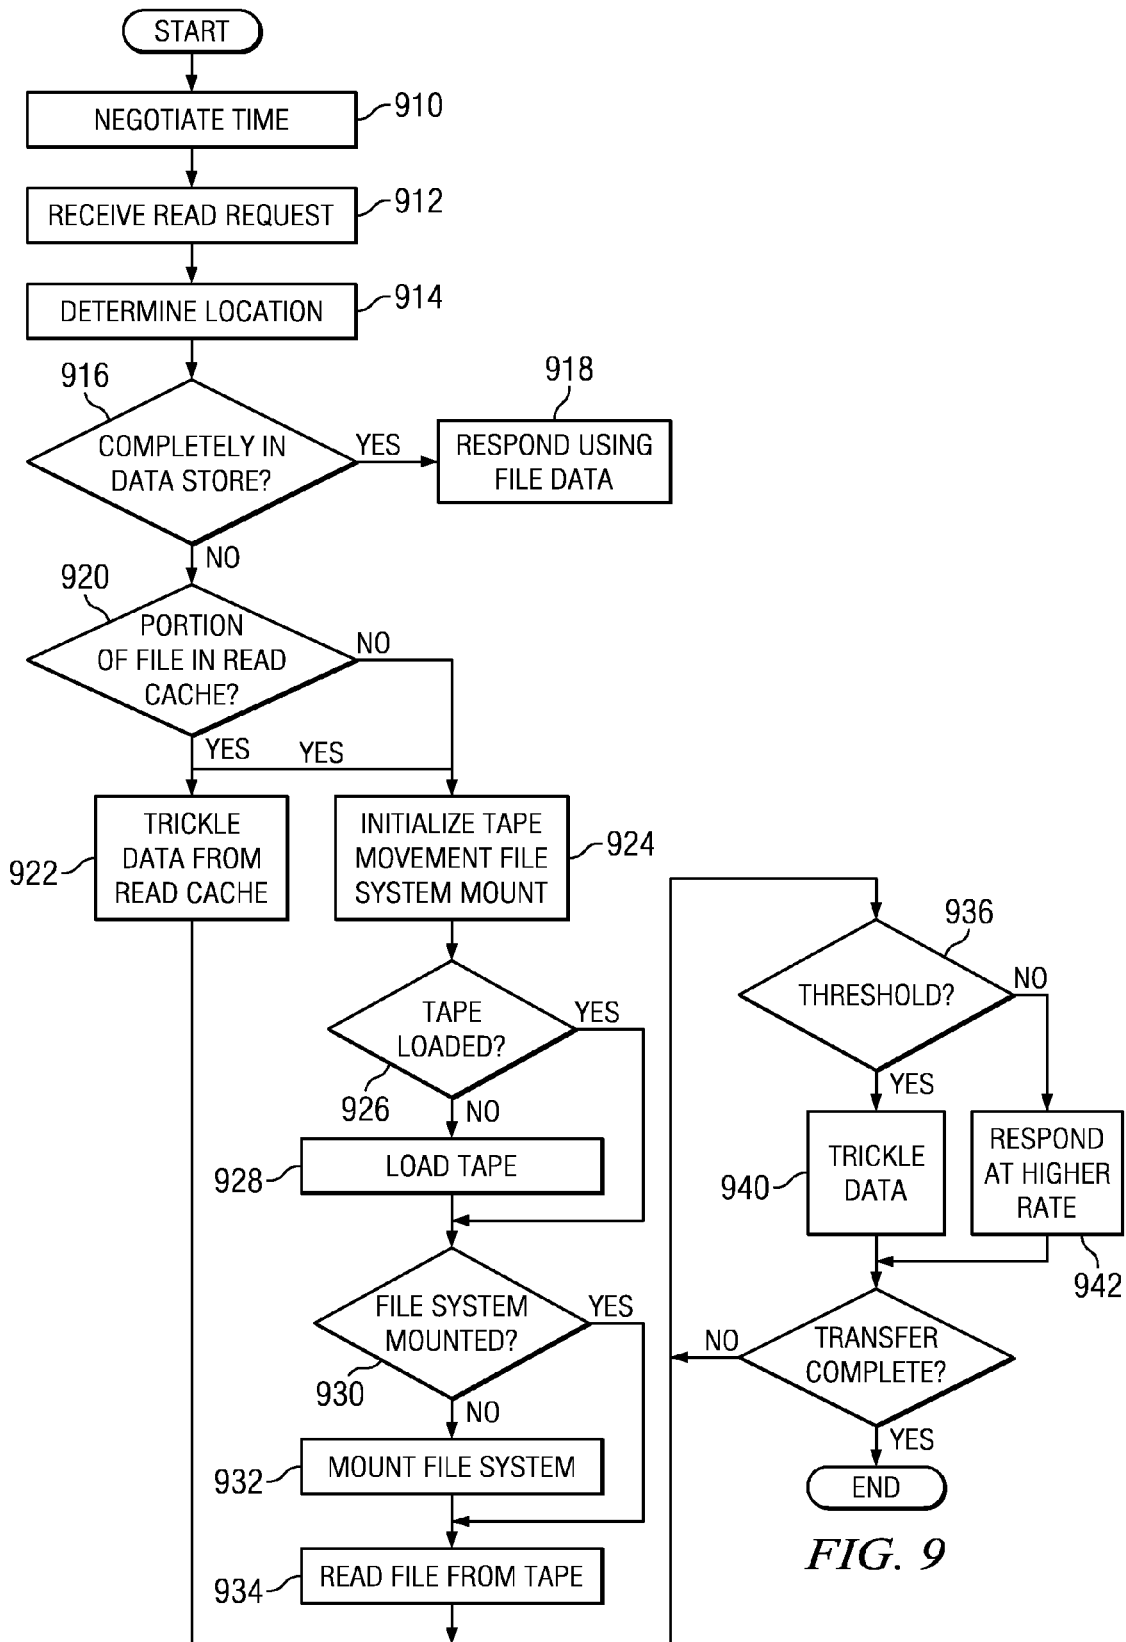 START
NEGOTIATE TIME
910
RECEIVE READ REQUEST
912
DETERMINE LOCATION
914
916
COMPLETELY IN
DATA STORE?
YES
918
RESPOND USING
FILE DATA
NO
920
PORTION
OF FILE IN READ
CACHE?
NO
YES
YES
922
TRICKLE
DATA FROM
READ CACHE
INITIALIZE TAPE
MOVEMENT FILE
SYSTEM MOUNT
924
TAPE
LOADED?
YES
926
NO
928
LOAD TAPE
FILE SYSTEM
MOUNTED?
YES
930
NO
932
MOUNT FILE SYSTEM
934
READ FILE FROM TAPE
936
THRESHOLD?
NO
YES
940
TRICKLE
DATA
RESPOND
AT HIGHER
RATE
942
TRANSFER
COMPLETE?
NO
YES
END
FIG. 9